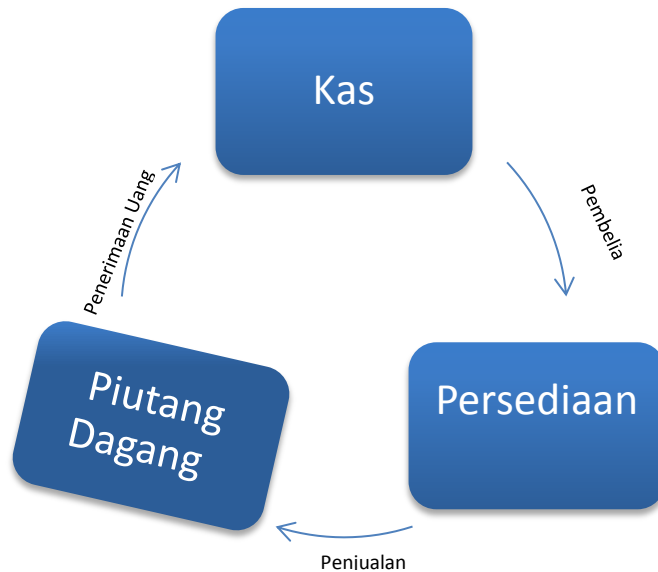 Kas
Pembelia
Persediaan
Penjualan
Piutang
Dagang
Penerimaan Uang